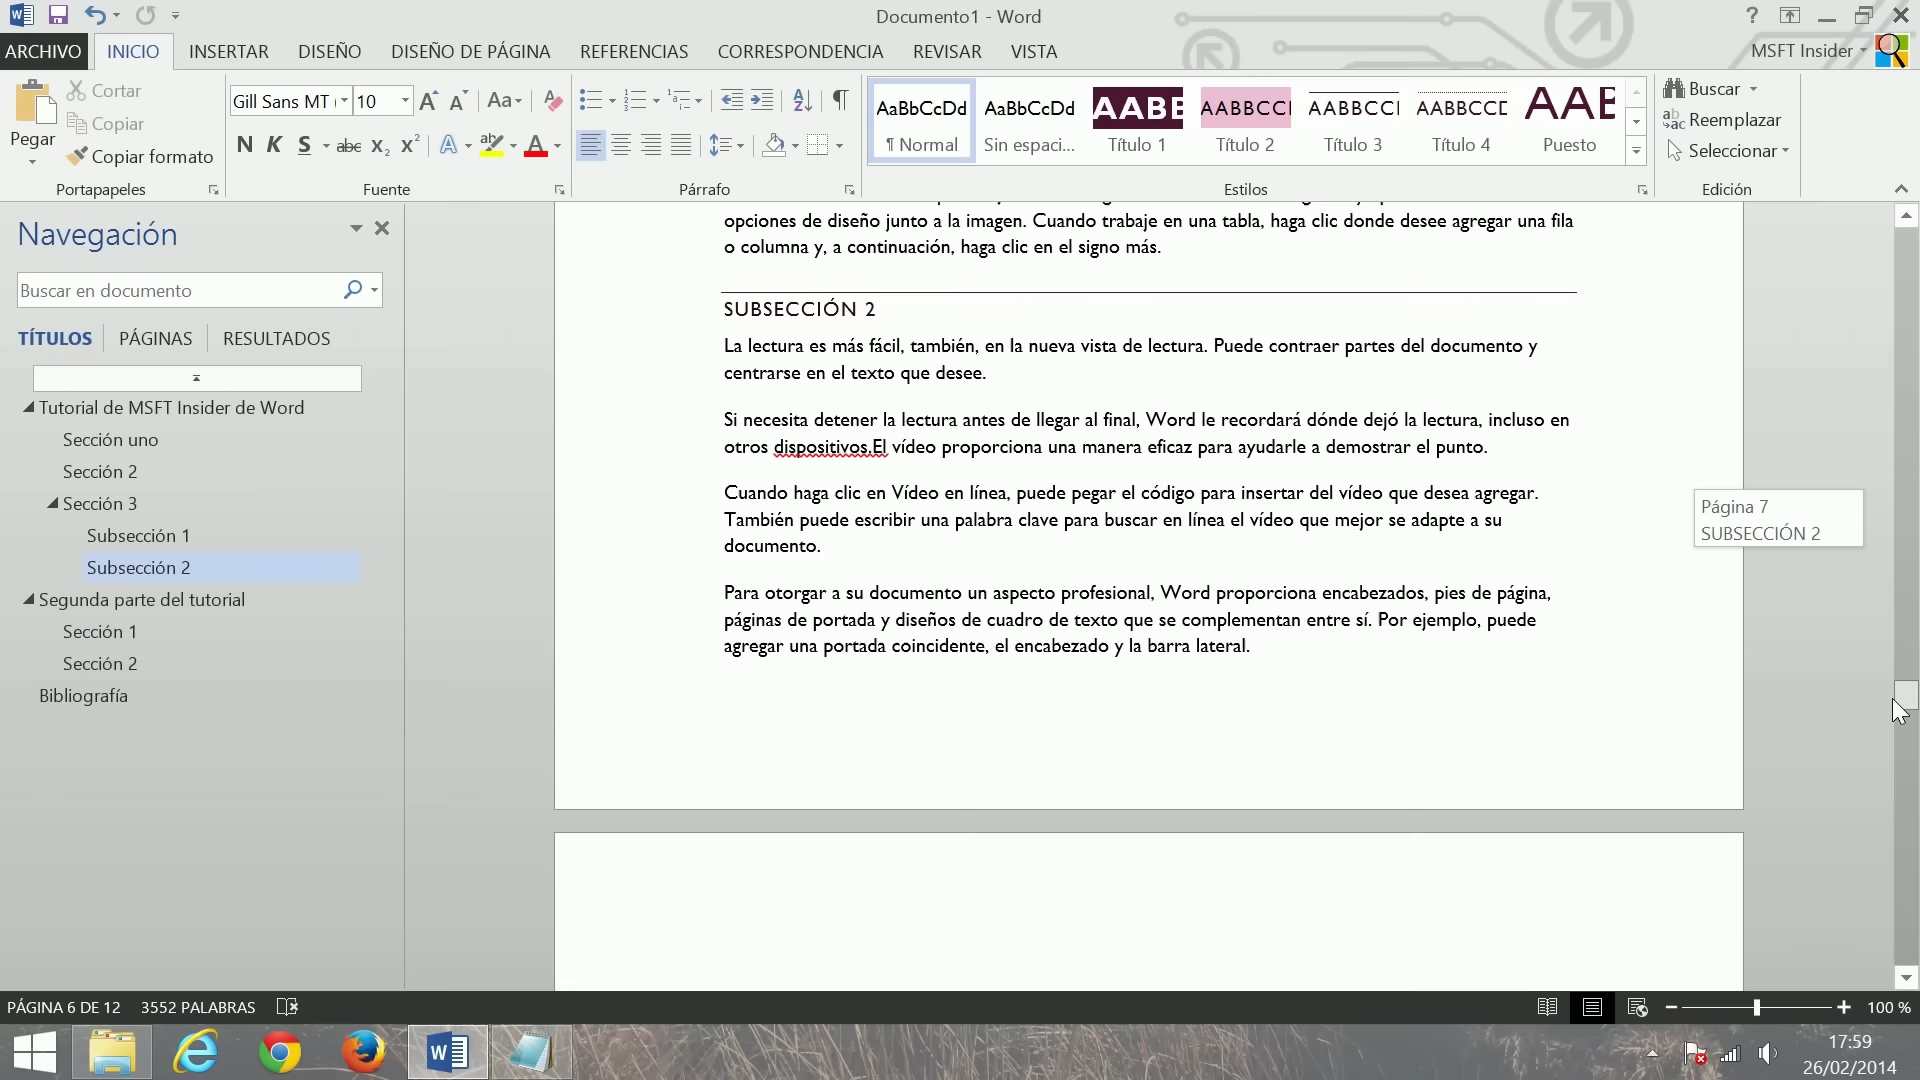 Documento1 - Word
?
ARCHIVO INICIO INSERTAR DISEÑO DISEÑO DE PÁGINA REFERENCIAS CORRESPONDENCIA REVISAR VISTA MSFT Insider
Pegar
Cortar
Copiar
Copiar formato
Portapapeles
Gill Sans MT 10 Aa
N K S abc X₂ X² A ab A
Fuente
Párrafo
AaBbCcDd AaBbCcDd AABB AABBCCI AABBCCI AABBCCD AAB
¶ Normal Sin espaci... Título 1 Título 2 Título 3 Título 4 Puesto
Estilos
Buscar
Reemplazar
Seleccionar
Edición
Navegación
Buscar en documento
TÍTULOS PÁGINAS RESULTADOS
Tutorial de MSFT Insider de Word
Sección uno
Sección 2
Sección 3
Subsección 1
Subsección 2
Segunda parte del tutorial
Sección 1
Sección 2
Bibliografía
opciones de diseño junto a la imagen. Cuando trabaje en una tabla, haga clic donde desee agregar una fila
o columna y, a continuación, haga clic en el signo más.
SUBSECCIÓN 2
La lectura es más fácil, también, en la nueva vista de lectura. Puede contraer partes del documento y
centrarse en el texto que desee.
Si necesita detener la lectura antes de llegar al final, Word le recordará dónde dejó la lectura, incluso en
otros dispositivos.El vídeo proporciona una manera eficaz para ayudarle a demostrar el punto.
Cuando haga clic en Vídeo en línea, puede pegar el código para insertar del vídeo que desea agregar.
También puede escribir una palabra clave para buscar en línea el vídeo que mejor se adapte a su
documento.
Para otorgar a su documento un aspecto profesional, Word proporciona encabezados, pies de página,
páginas de portada y diseños de cuadro de texto que se complementan entre sí. Por ejemplo, puede
agregar una portada coincidente, el encabezado y la barra lateral.
Página 7
SUBSECCIÓN 2
PÁGINA 6 DE 12 3552 PALABRAS 100 %
17:59
26/02/2014